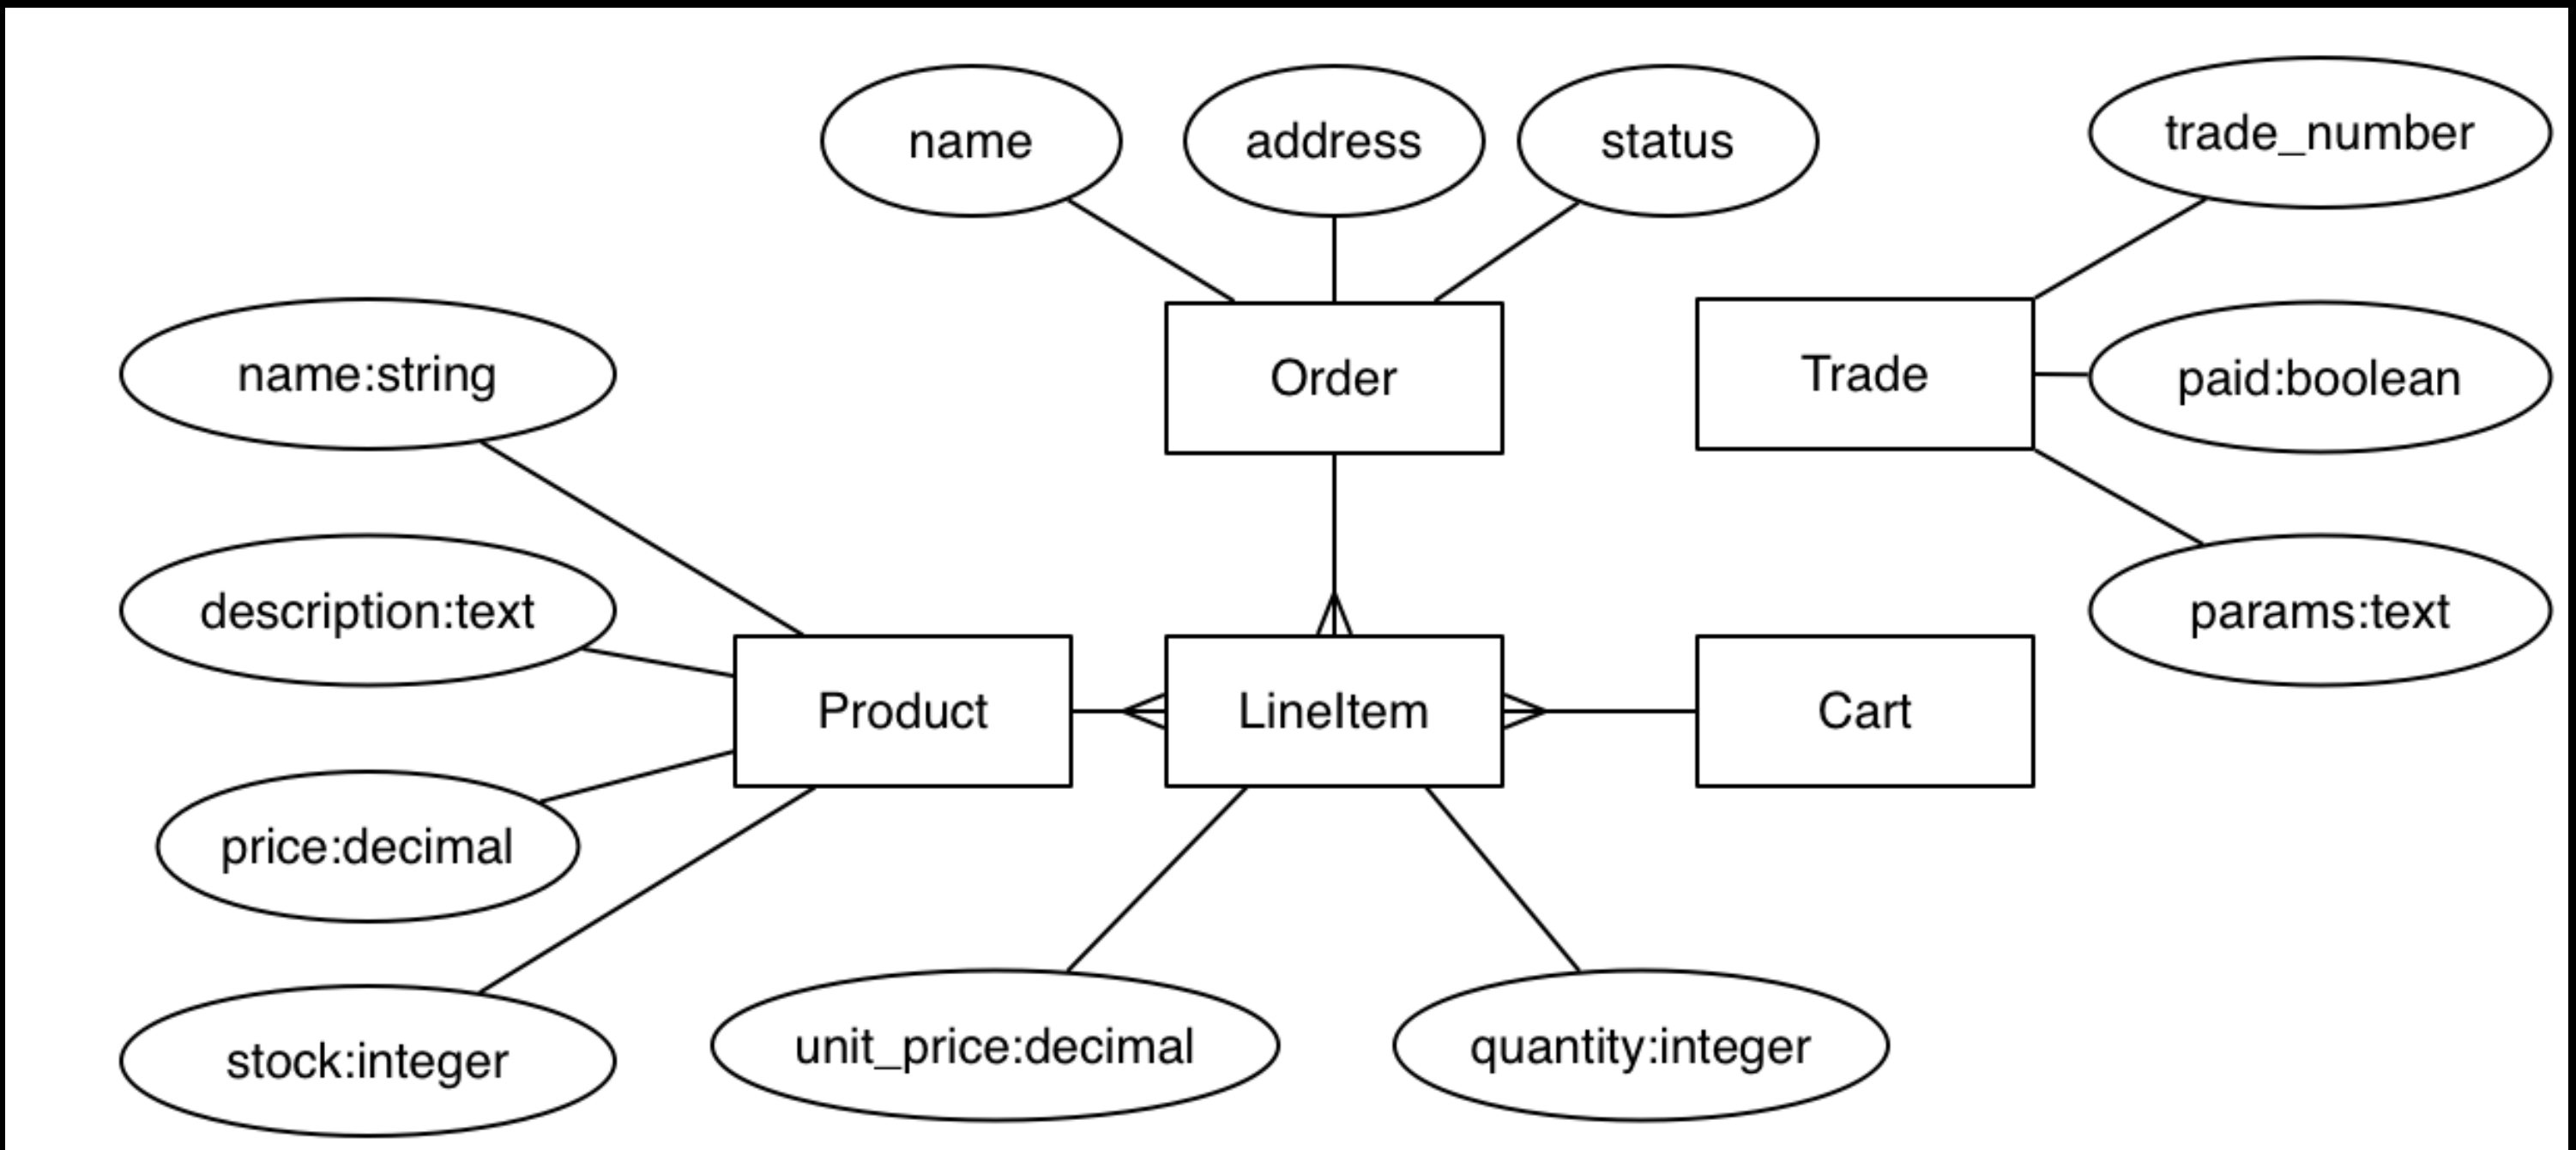 name
address
status
trade_number
name:string
Order
Trade
paid:boolean
description:text
params:text
Product
LineItem
Cart
price:decimal
stock:integer
unit_price:decimal
quantity:integer